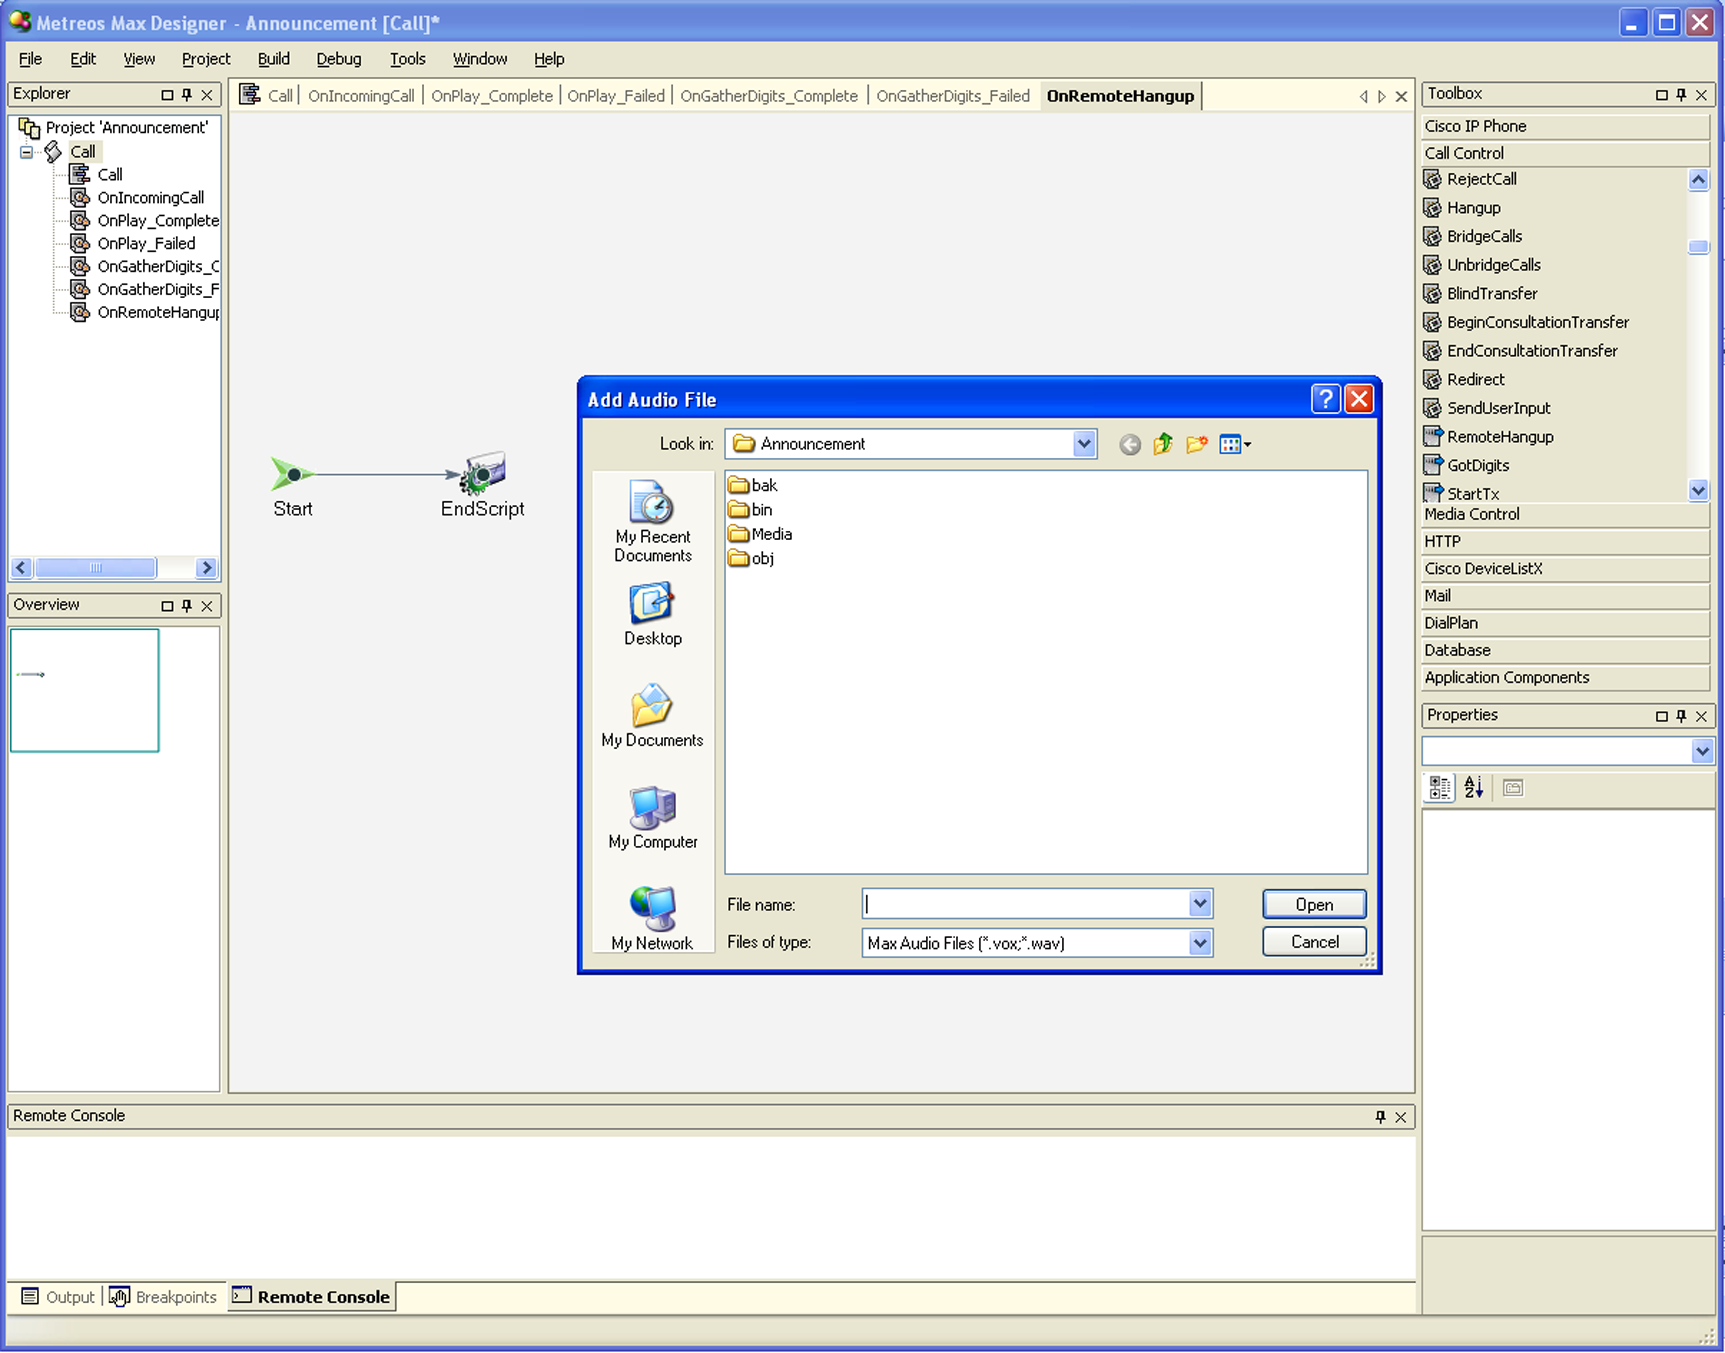 Metreos Max Designer - Announcement [Call]*
File Edit View Project Build Debug Tools Window Help
Explorer
Project 'Announcement'
Call
Call
OnIncomingCall
OnPlay_Complete
OnPlay_Failed
OnGatherDigits_C
OnGatherDigits_F
OnRemoteHangup
Overview
Call OnIncomingCall OnPlay_Complete OnPlay_Failed OnGatherDigits_Complete OnGatherDigits_Failed OnRemoteHangup
Start
EndScript
Add Audio File
Look in: Announcement
My Recent
Documents
Desktop
My Documents
My Computer
My Network
bak
bin
Media
obj
File name:
Open
Files of type: Max Audio Files (*.vox;*.wav)
Cancel
Toolbox
Cisco IP Phone
Call Control
RejectCall
Hangup
BridgeCalls
UnbridgeCalls
BlindTransfer
BeginConsultationTransfer
EndConsultationTransfer
Redirect
SendUserInput
RemoteHangup
GotDigits
StartTx
Media Control
HTTP
Cisco DeviceListX
Mail
DialPlan
Database
Application Components
Properties
Remote Console
Output Breakpoints Remote Console